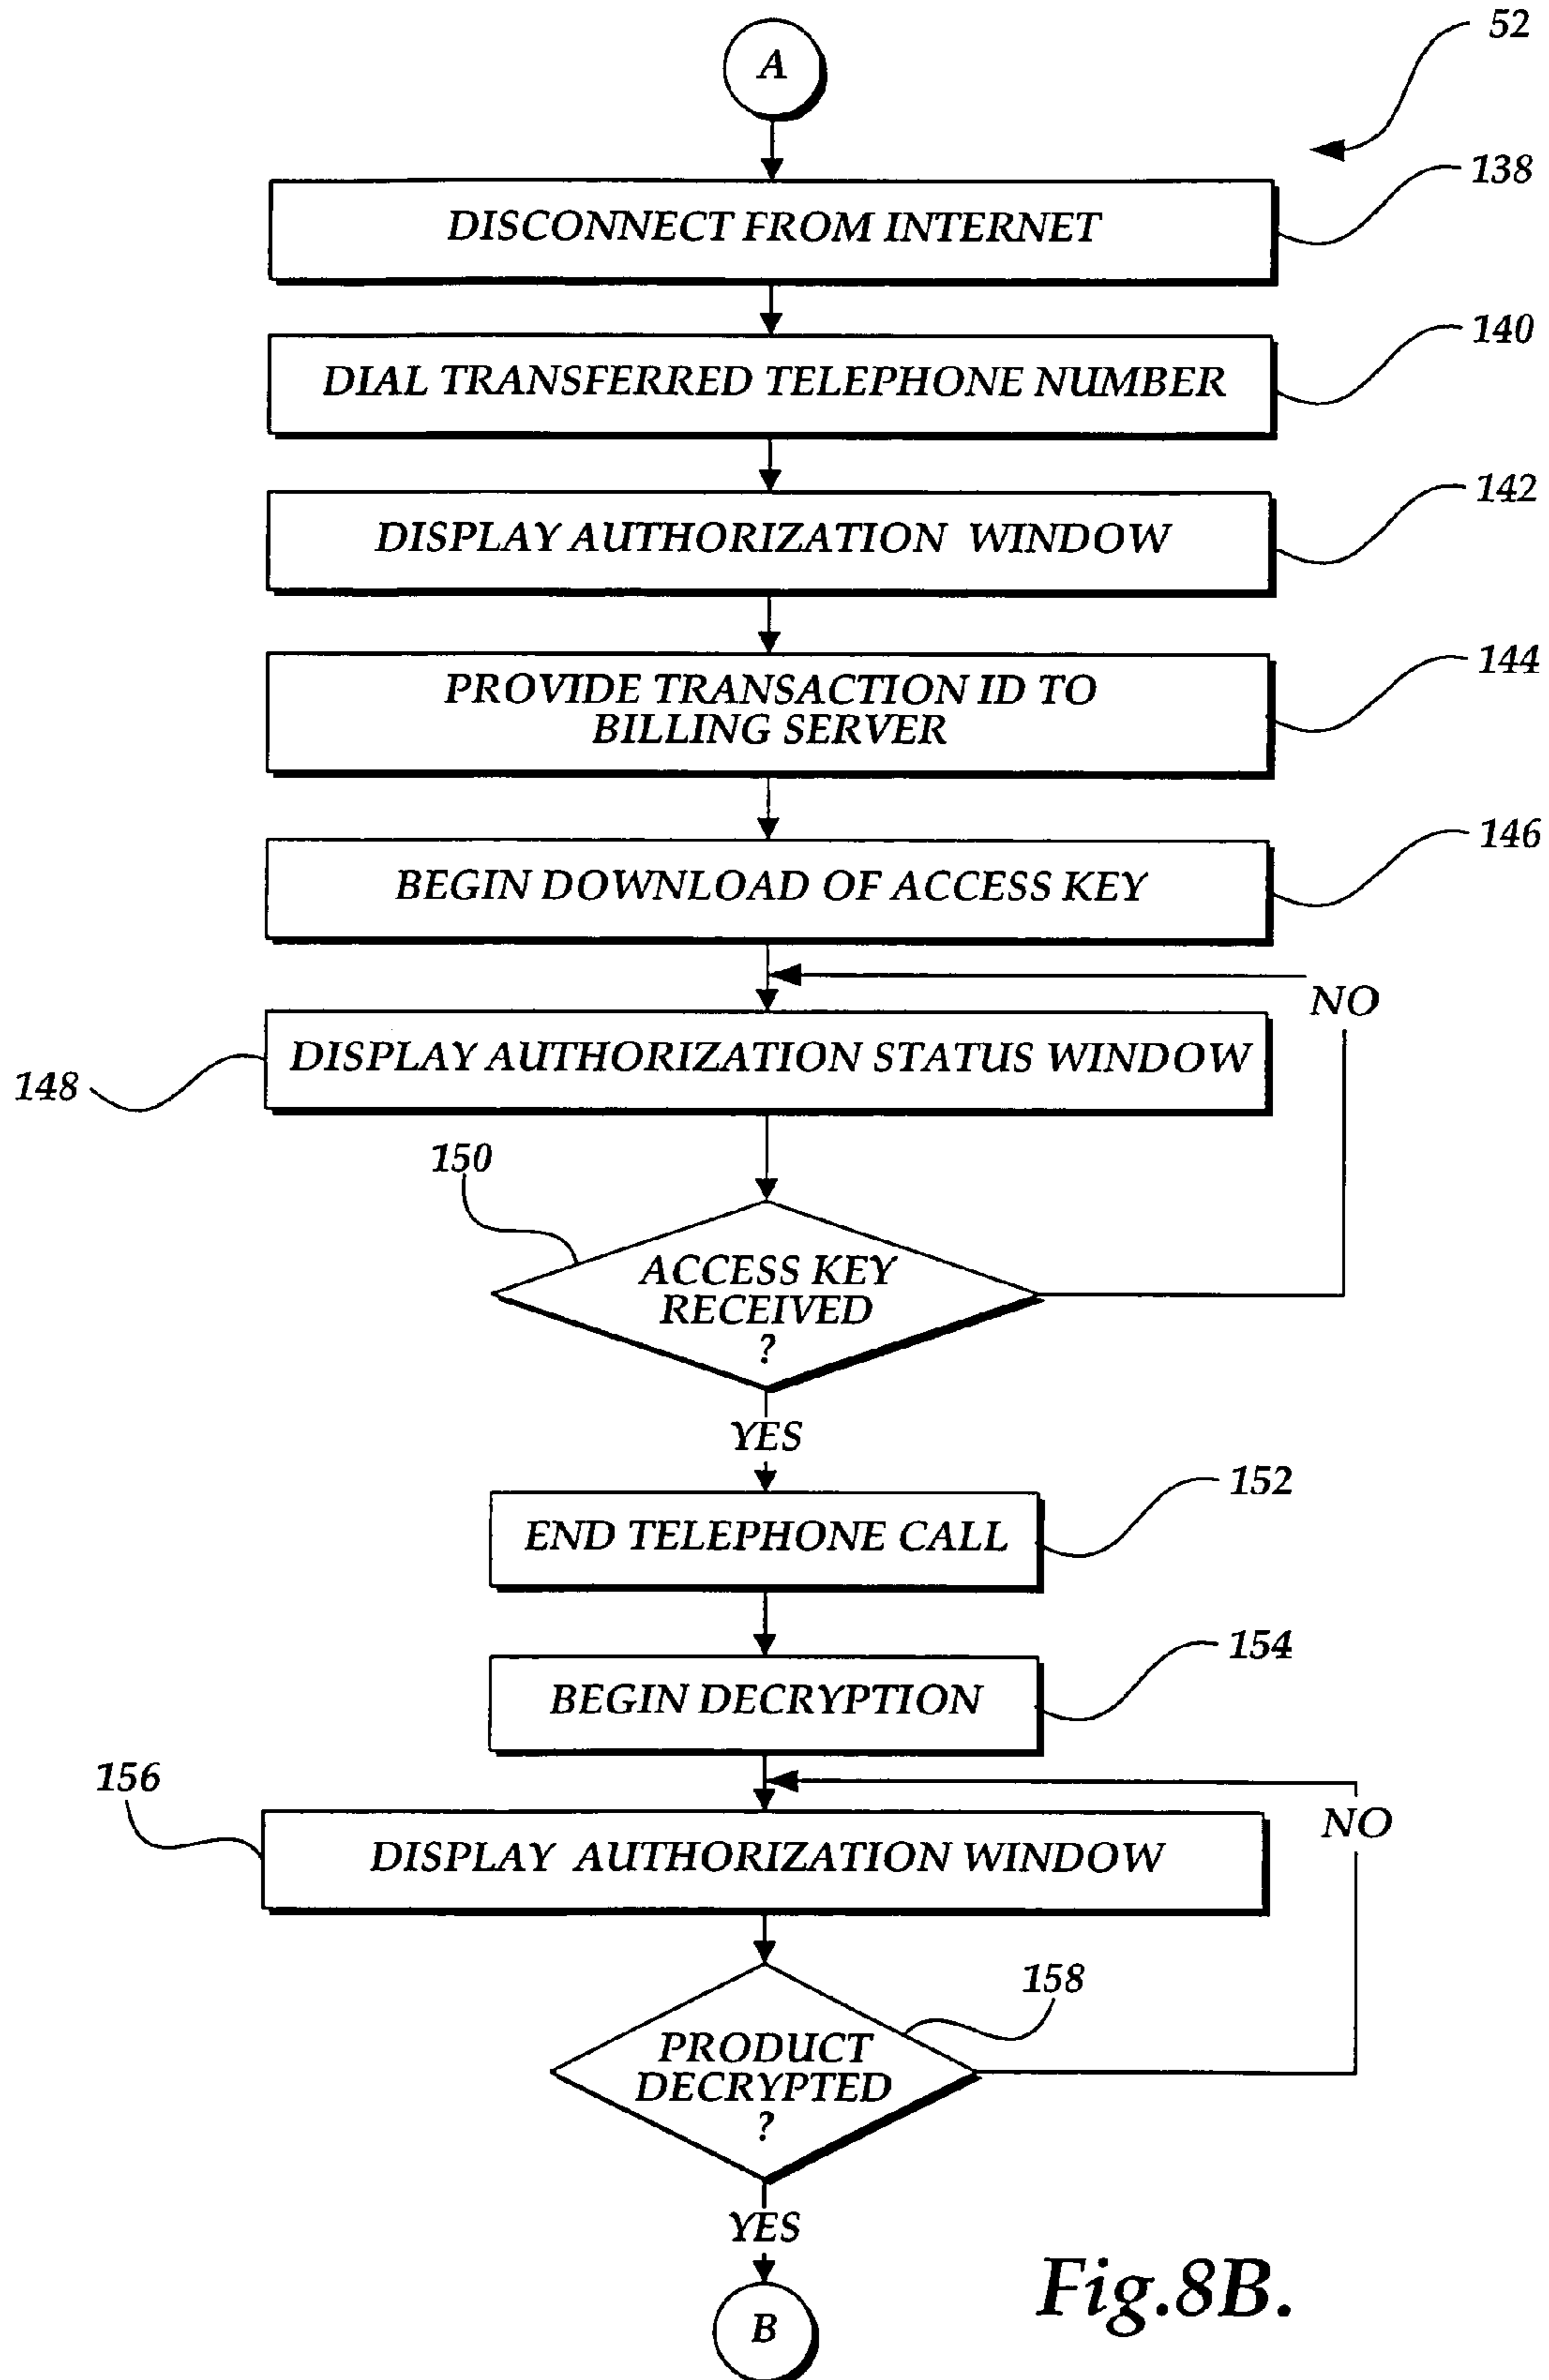 A
52
DISCONNECT FROM INTERNET
138
DIAL TRANSFERRED TELEPHONE NUMBER
140
DISPLAY AUTHORIZATION WINDOW
142
PROVIDE TRANSACTION ID TO
BILLING SERVER
144
BEGIN DOWNLOAD OF ACCESS KEY
146
NO
DISPLAY AUTHORIZATION STATUS WINDOW
148
150
ACCESS KEY
RECEIVED
?
YES
END TELEPHONE CALL
152
BEGIN DECRYPTION
154
156
NO
DISPLAY AUTHORIZATION WINDOW
158
PRODUCT
DECRYPTED
?
YES
B
Fig.8B.